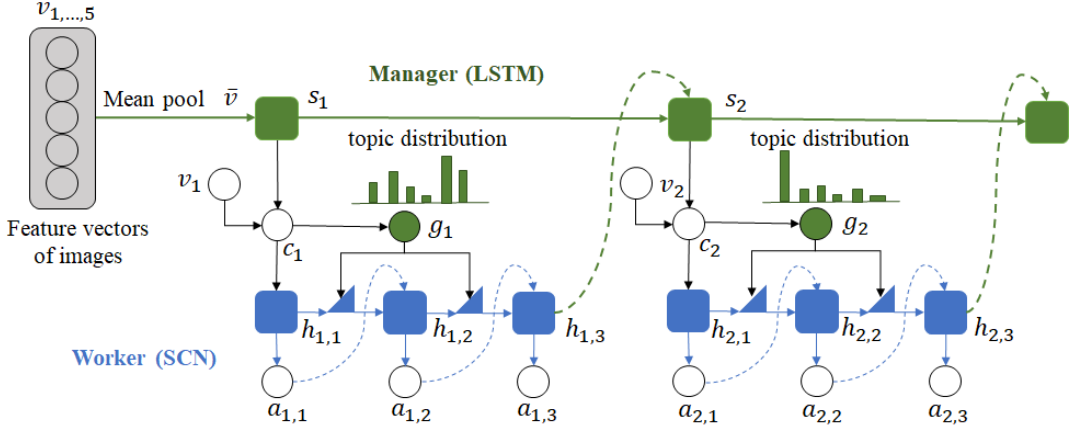 v₁,...,₅
Manager (LSTM)
Mean pool v̄
s₁
s₂
topic distribution
topic distribution
v₁
v₂
Feature vectors
of images
g₁
g₂
c₁
c₂
h₁,₁
h₁,₂
h₁,₃
h₂,₁
h₂,₂
h₂,₃
Worker (SCN)
a₁,₁
a₁,₂
a₁,₃
a₂,₁
a₂,₂
a₂,₃